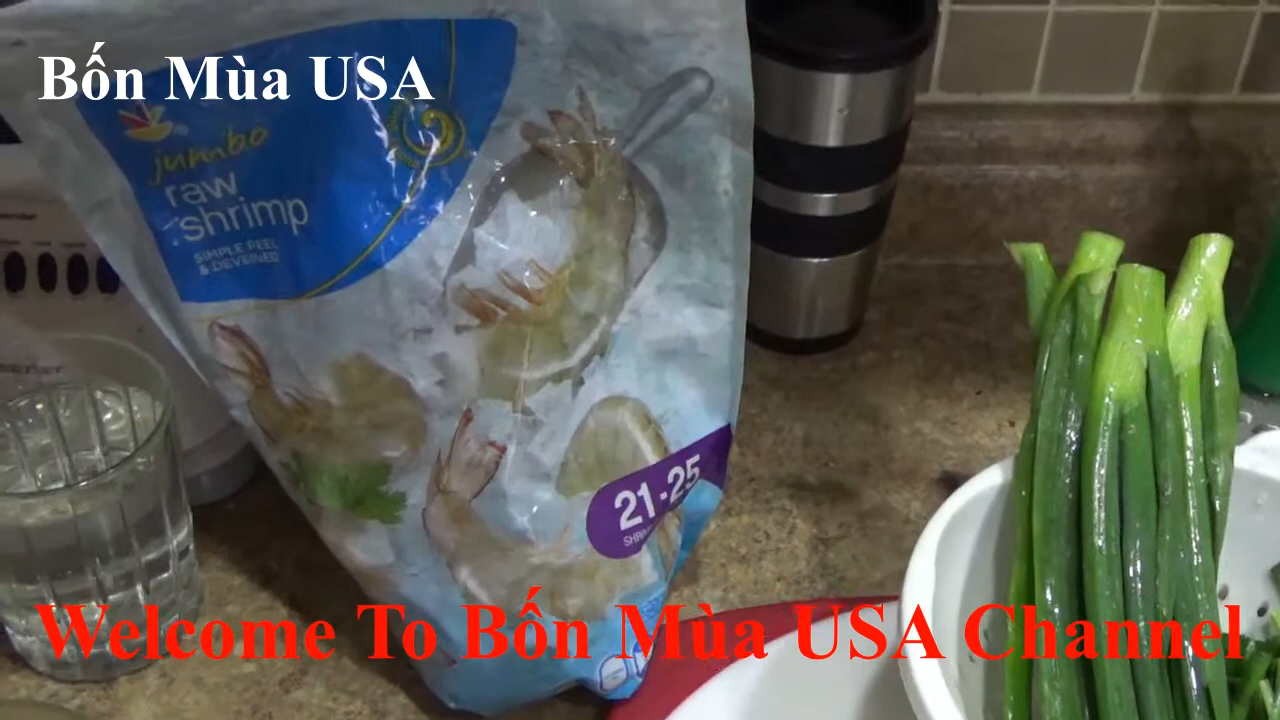 Bốn Mùa USA
jumbo
raw
shrimp
SIMPLE PEEL
& DEVEINED
21-25
Welcome To Bốn Mùa USA Channel